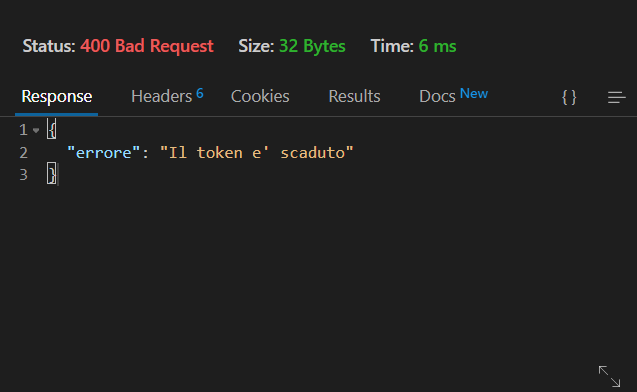 Status: 400 Bad Request Size: 32 Bytes Time: 6 ms
Response Headers 6 Cookies Results Docs New {}
1 {
2 "errore": "Il token e' scaduto"
3 }